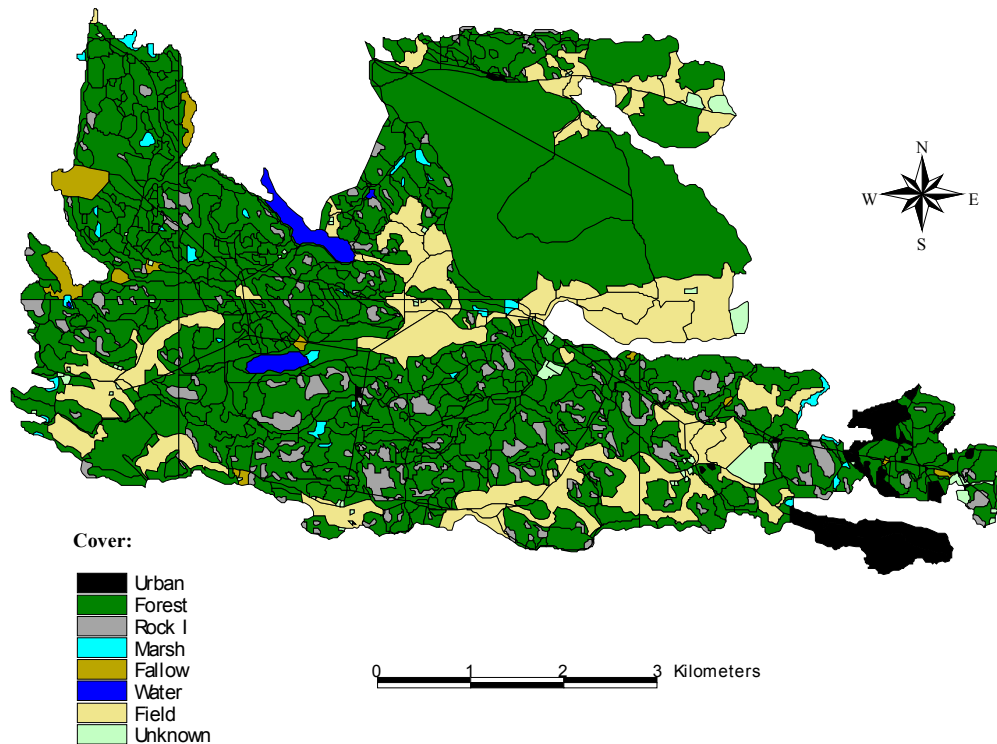 N
W E
S
Cover:
Urban
Forest
Rock I
Marsh
Fallow
Water
Field
Unknown
0 1 2 3 Kilometers